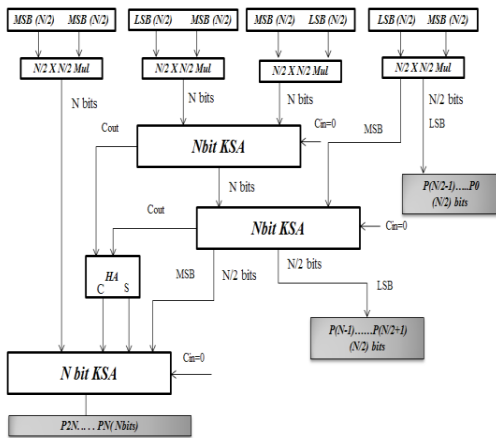 MSB (N/2) MSB (N/2)
LSB (N/2) MSB (N/2)
MSB (N/2) LSB (N/2)
LSB (N/2) MSB (N/2)
N/2 X N/2 Mul
N/2 X N/2 Mul
N/2 X N/2 Mul
N/2 X N/2 Mul
N bits
N bits
N bits
N/2 bits
LSB
Cout
Nbit KSA
Cin=0
MSB
N bits
P(N/2-1)…..P0
(N/2) bits
Cout
Nbit KSA
Cin=0
HA
C S
MSB
N/2 bits
N/2 bits
LSB
P(N-1)……P(N/2+1)
(N/2) bits
N bit KSA
Cin=0
P2N…… PN( Nbits)